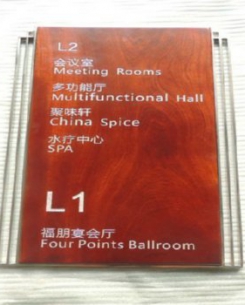 L2
会议室
Meeting Rooms
多功能厅
Multifunctional Hall
聚味轩
China Spice
水疗中心
SPA
L1
福朋宴会厅
Four Points Ballroom